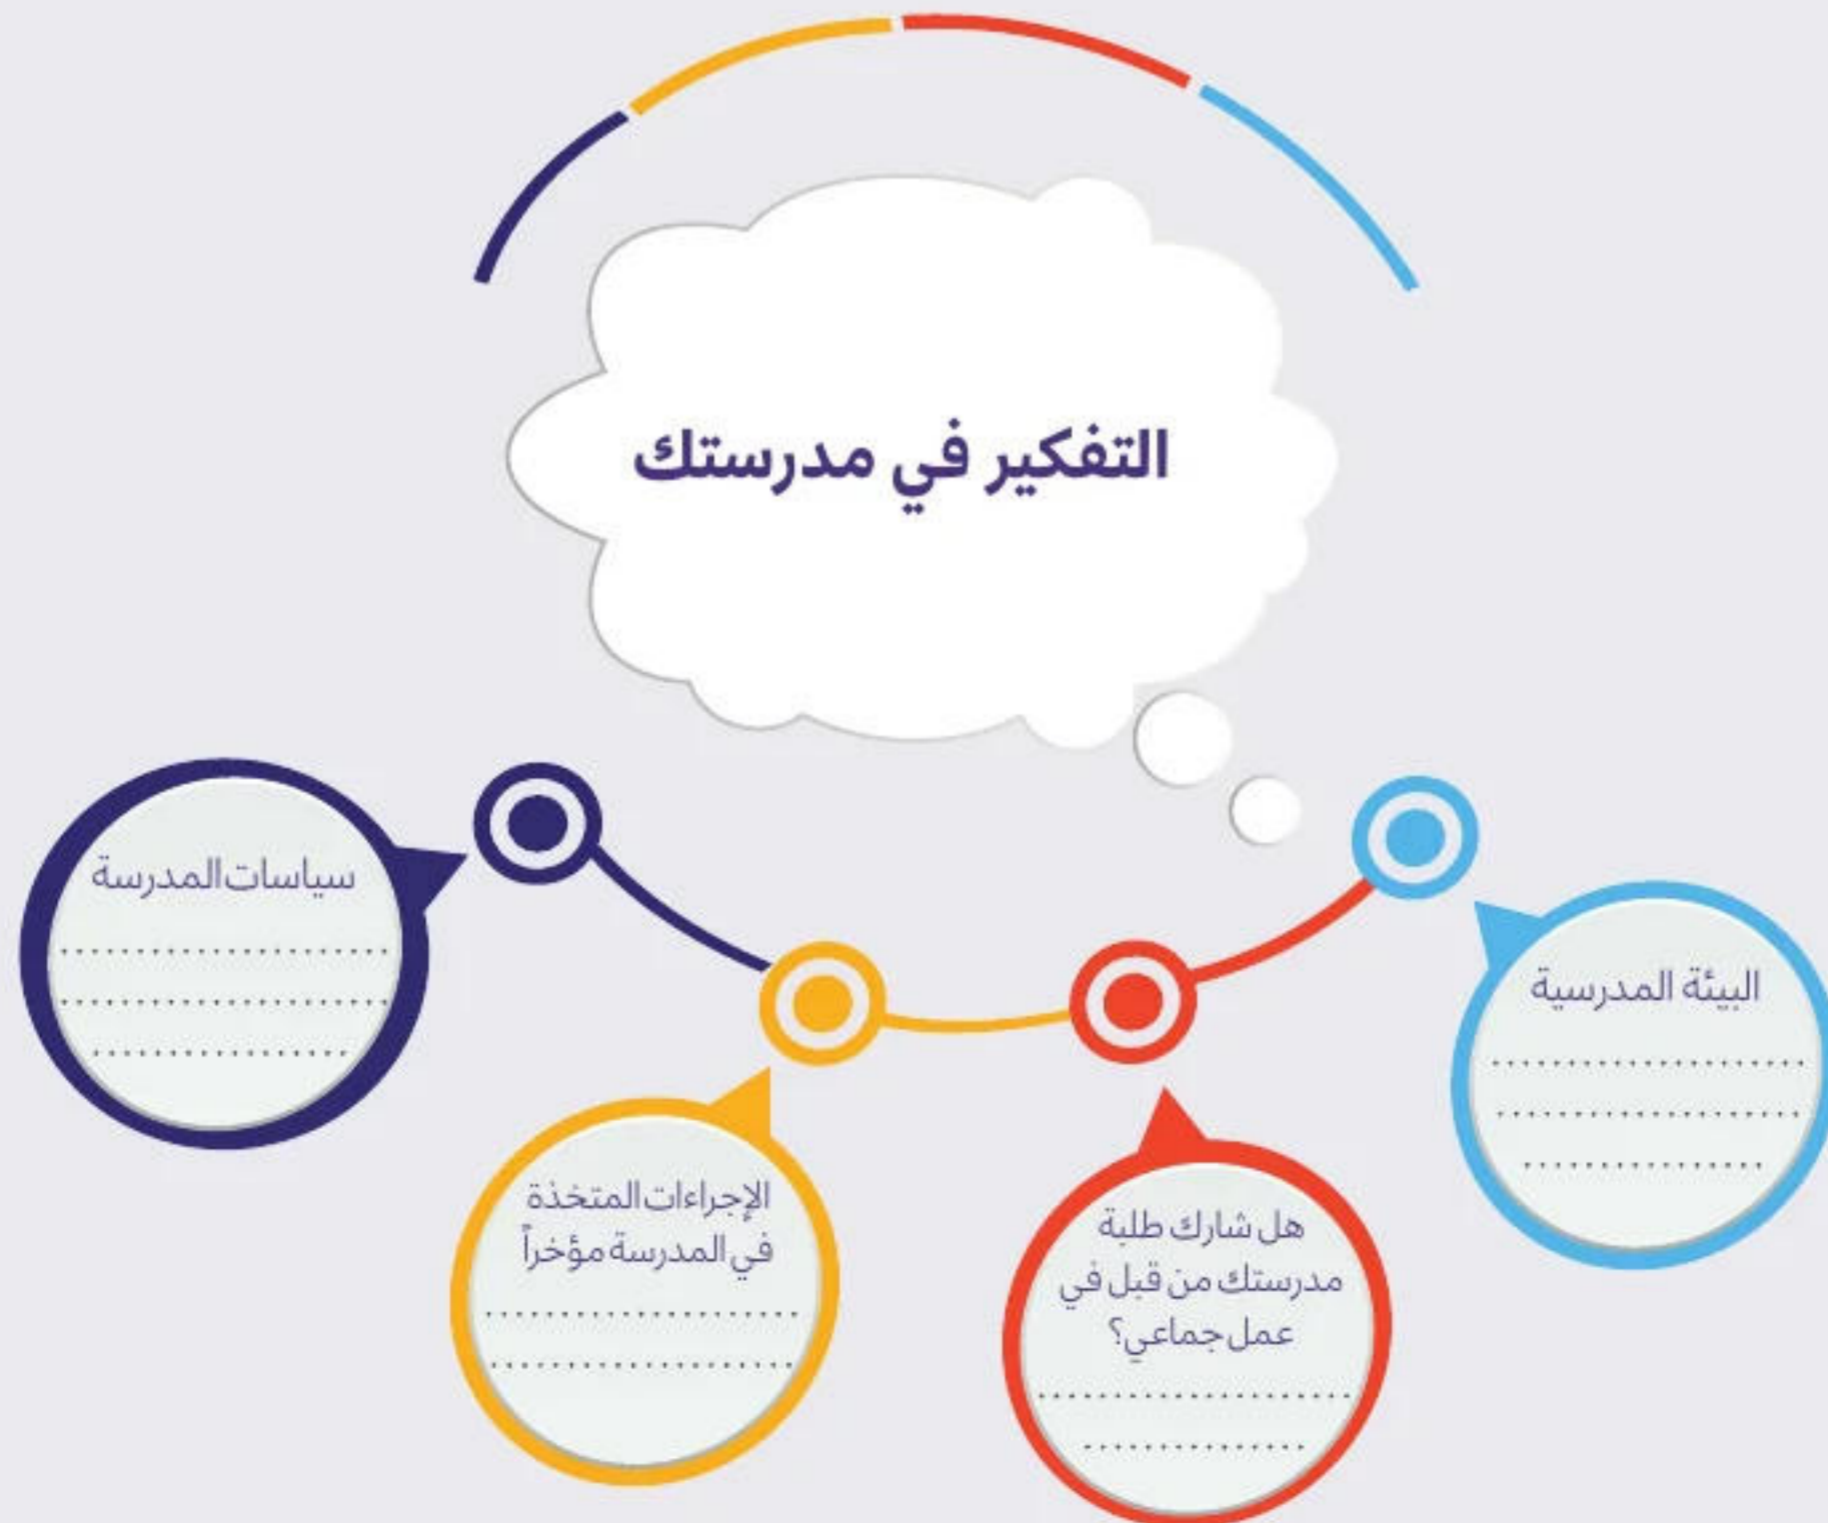 التفكير في مدرستك
البيئة المدرسية
هل شارك طلبة
مدرستك من قبل في
عمل جماعي؟
الإجراءات المتخذة
في المدرسة مؤخراً
سياسات المدرسة